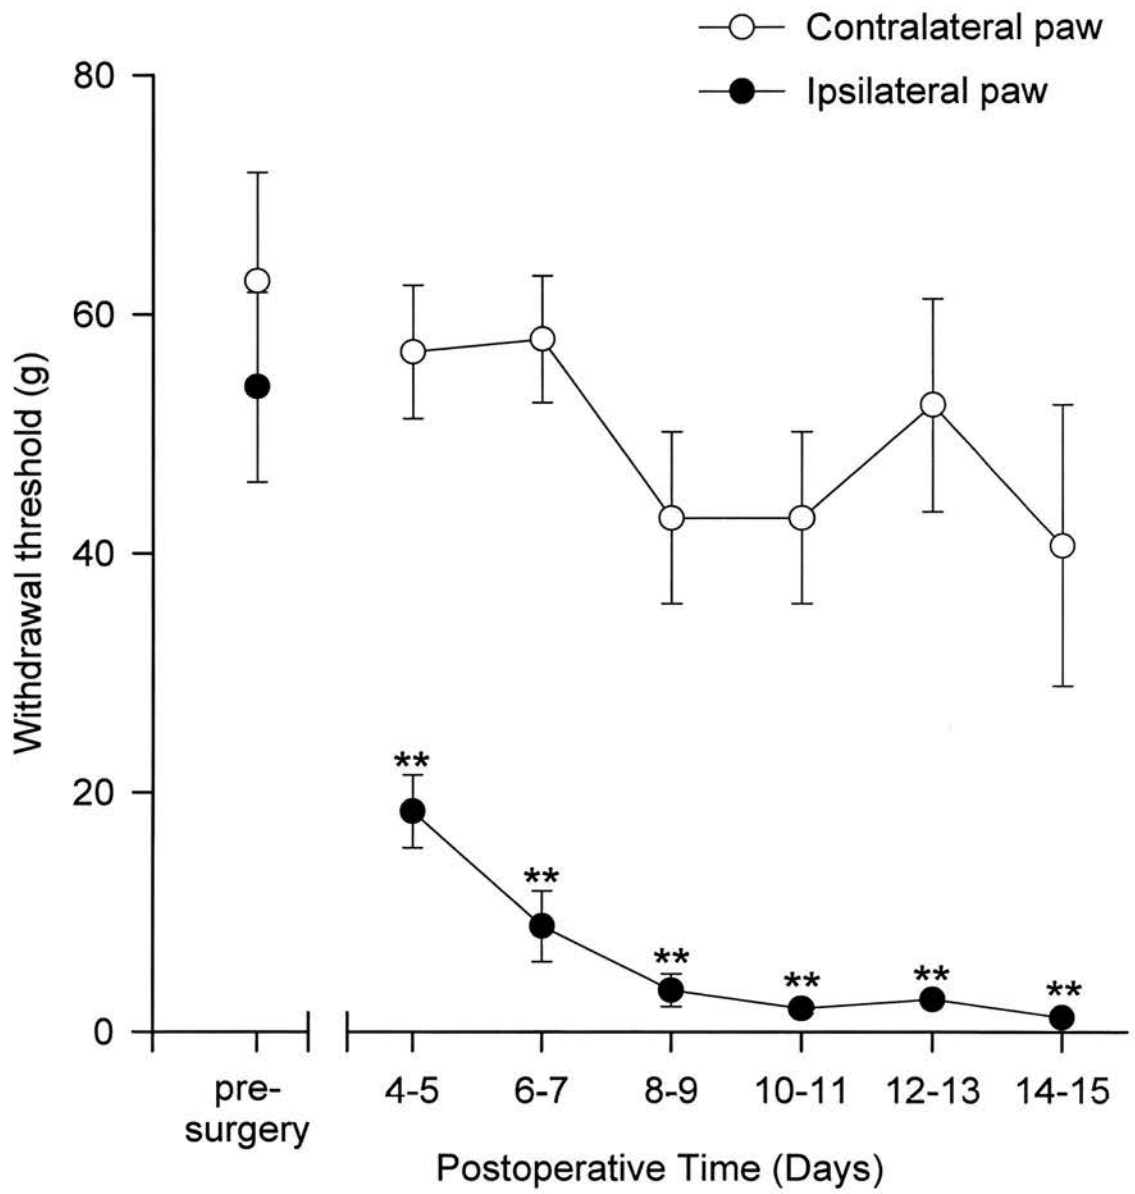 Contralateral paw
Ipsilateral paw
80
60
40
20
0
Withdrawal threshold (g)
**
**
**
**
**
**
pre-
surgery
4-5
6-7
8-9
10-11
12-13
14-15
Postoperative Time (Days)